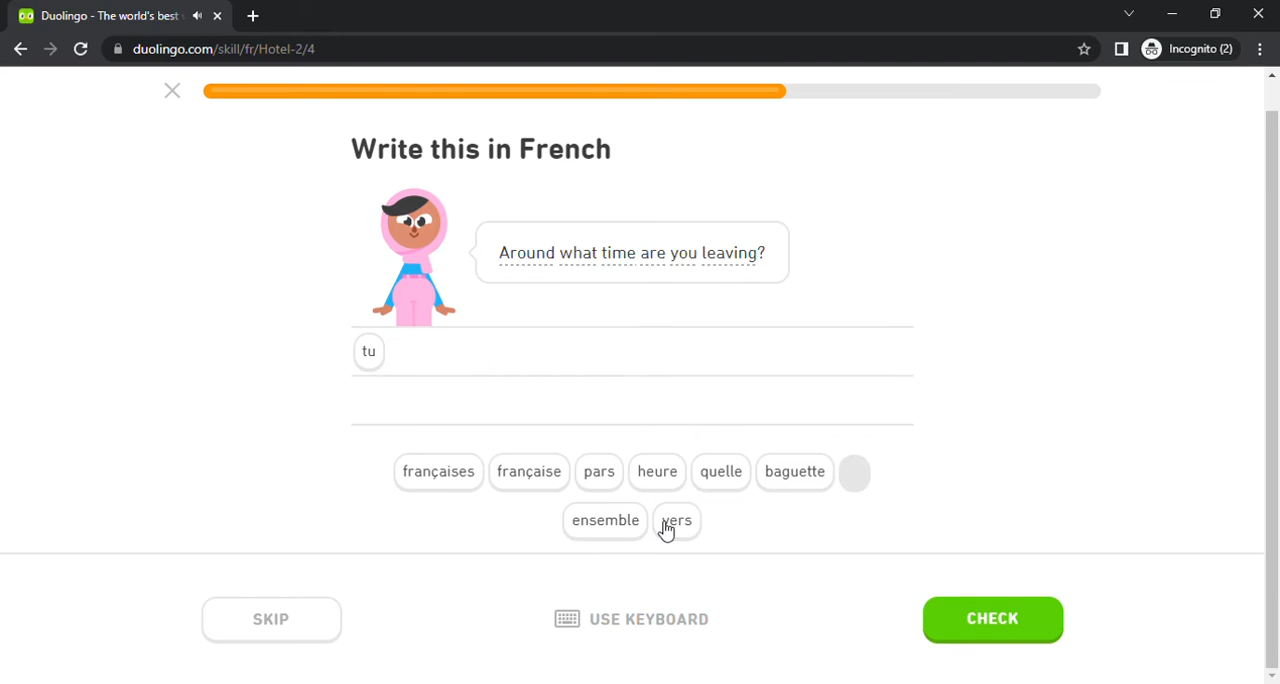 Duolingo - The world's best
duolingo.com/skill/fr/Hotel-2/4
Incognito (2)
Write this in French
Around what time are you leaving?
tu
françaises française pars heure quelle baguette
ensemble vers
SKIP USE KEYBOARD CHECK